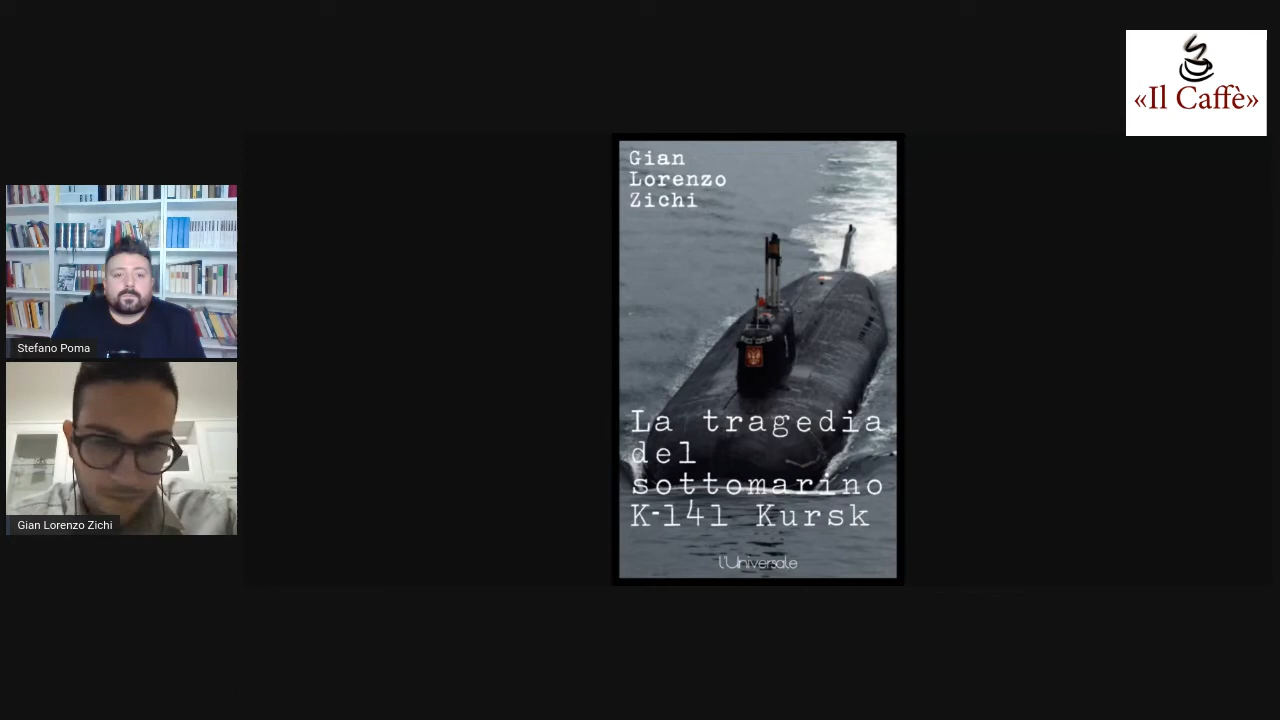 «Il Caffè»
Stefano Poma
Gian Lorenzo Zichi
Gian
Lorenzo
Zichi
La tragedia
del
sottomarino
K-141 Kursk
l'Universale